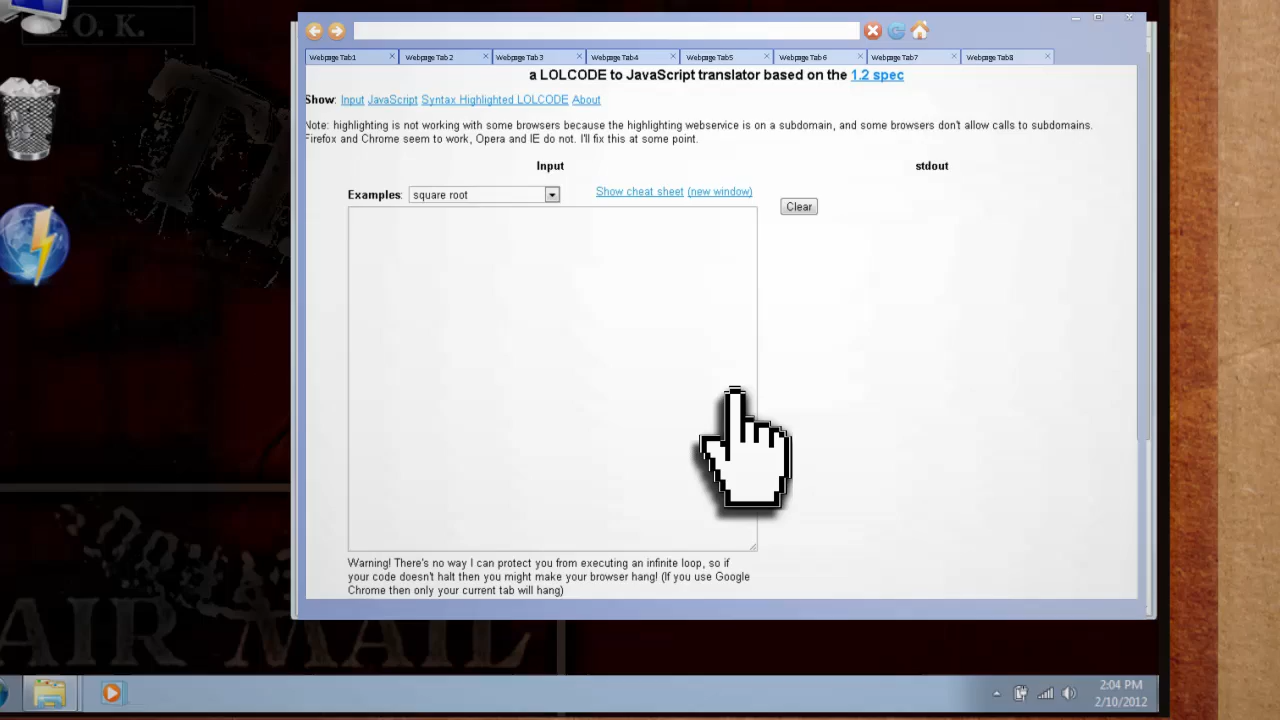 O. K.
Webpage Tab1 Webpage Tab2 Webpage Tab3 Webpage Tab4 Webpage Tab5 Webpage Tab6 Webpage Tab7 Webpage Tab8
a LOLCODE to JavaScript translator based on the 1.2 spec
Show: Input JavaScript Syntax Highlighted LOLCODE About
Note: highlighting is not working with some browsers because the highlighting webservice is on a subdomain, and some browsers don't allow calls to subdomains.
Firefox and Chrome seem to work, Opera and IE do not. I'll fix this at some point.
Input stdout
Examples: square root Show cheat sheet (new window)
Clear
Warning! There's no way I can protect you from executing an infinite loop, so if
your code doesn't halt then you might make your browser hang! (If you use Google
Chrome then only your current tab will hang)
AIR MAIL
2:04 PM
2/10/2012